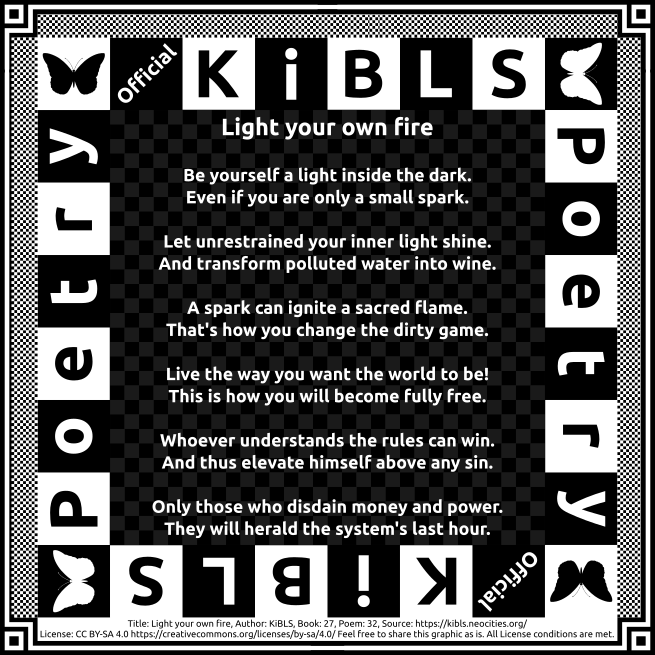 Official KiBLS
Poetry
Poetry
Light your own fire
Be yourself a light inside the dark.
Even if you are only a small spark.
Let unrestrained your inner light shine.
And transform polluted water into wine.
A spark can ignite a sacred flame.
That's how you change the dirty game.
Live the way you want the world to be!
This is how you will become fully free.
Whoever understands the rules can win.
And thus elevate himself above any sin.
Only those who disdain money and power.
They will herald the system's last hour.
Official KiBLS
Title: Light your own fire, Author: KiBLS, Book: 27, Poem: 32, Source: https://kibls.neocities.org/
License: CC BY-SA 4.0 https://creativecommons.org/licenses/by-sa/4.0/ Feel free to share this graphic as is. All License conditions are met.